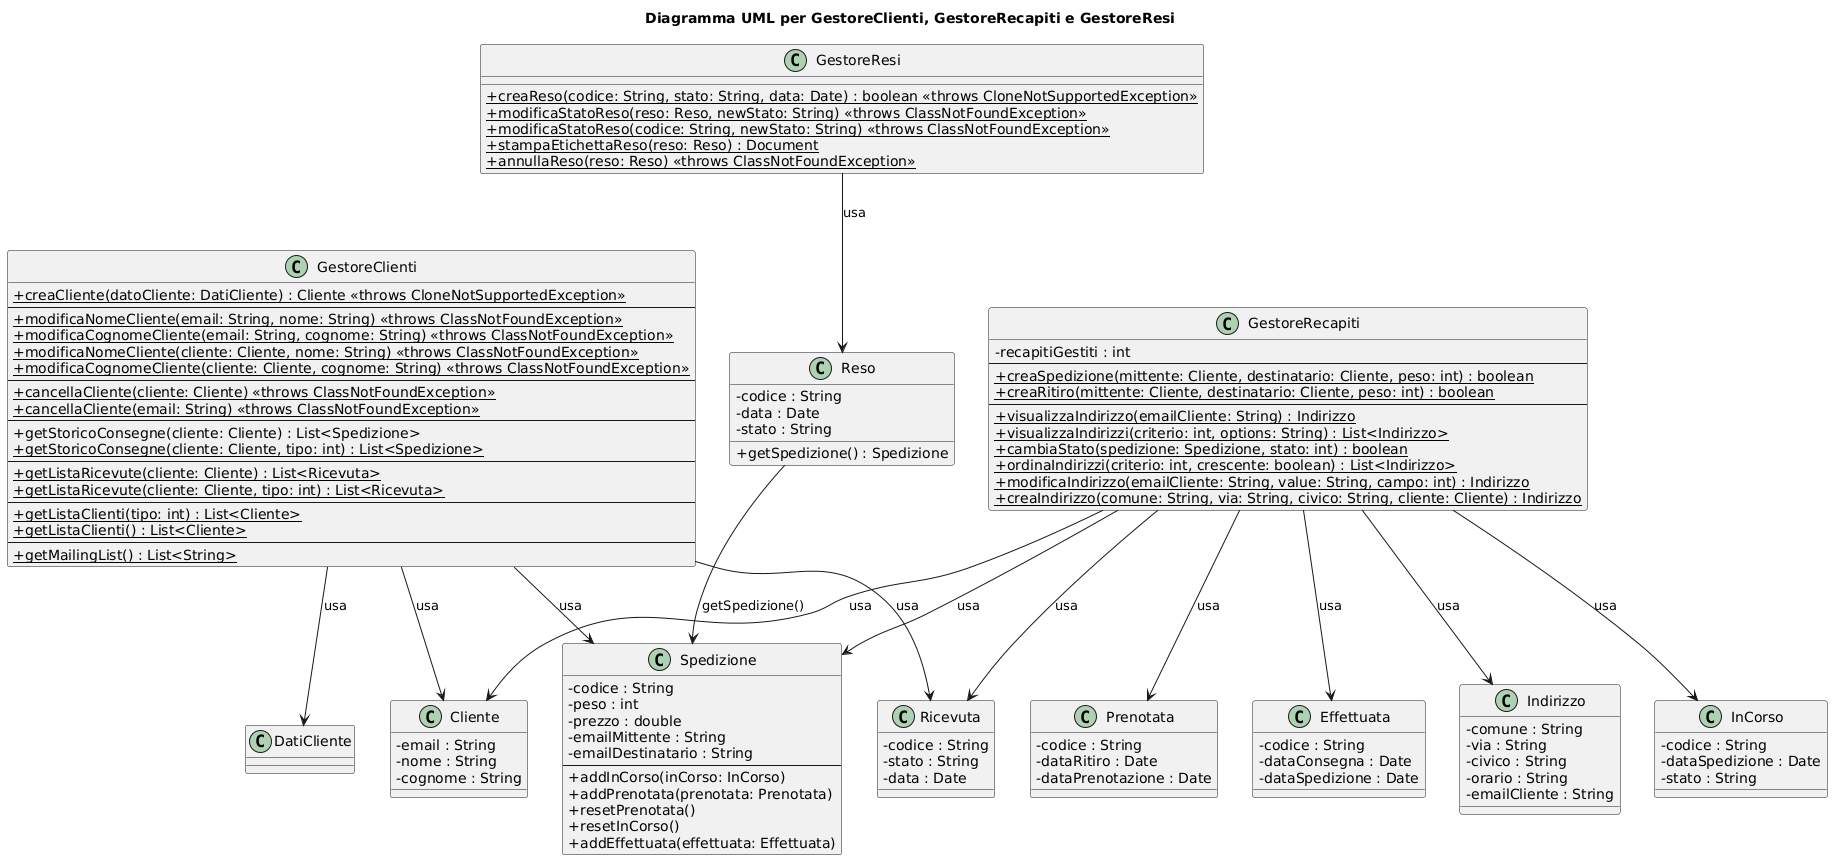 Diagramma UML per GestoreClienti, GestoreRecapiti e GestoreResi
C GestoreResi
+creaReso(codice: String, stato: String, data: Date) : boolean «throws CloneNotSupportedException»
+modificaStatoReso(reso: Reso, newStato: String) «throws ClassNotFoundException»
+modificaStatoReso(codice: String, newStato: String) «throws ClassNotFoundException»
+stampaEtichettaReso(reso: Reso) : Document
+annullaReso(reso: Reso) «throws ClassNotFoundException»
usa
C GestoreClienti
+creaCliente(datoCliente: DatiCliente) : Cliente «throws CloneNotSupportedException»
+modificaNomeCliente(email: String, nome: String) «throws ClassNotFoundException»
+modificaCognomeCliente(email: String, cognome: String) «throws ClassNotFoundException»
+modificaNomeCliente(cliente: Cliente, nome: String) «throws ClassNotFoundException»
+modificaCognomeCliente(cliente: Cliente, cognome: String) «throws ClassNotFoundException»
+cancellaCliente(cliente: Cliente) «throws ClassNotFoundException»
+cancellaCliente(email: String) «throws ClassNotFoundException»
+getStoricoConsegne(cliente: Cliente) : List<Spedizione>
+getStoricoConsegne(cliente: Cliente, tipo: int) : List<Spedizione>
+getListaRicevute(cliente: Cliente) : List<Ricevuta>
+getListaRicevute(cliente: Cliente, tipo: int) : List<Ricevuta>
+getListaClienti(tipo: int) : List<Cliente>
+getListaClienti() : List<Cliente>
+getMailingList() : List<String>
C Reso
-codice : String
-data : Date
-stato : String
+getSpedizione() : Spedizione
C GestoreRecapiti
-recapitiGestiti : int
+creaSpedizione(mittente: Cliente, destinatario: Cliente, peso: int) : boolean
+creaRitiro(mittente: Cliente, destinatario: Cliente, peso: int) : boolean
+visualizzaIndirizzo(emailCliente: String) : Indirizzo
+visualizzaIndirizzi(criterio: int, options: String) : List<Indirizzo>
+cambiaStato(spedizione: Spedizione, stato: int) : boolean
+ordinaIndirizzi(criterio: int, crescente: boolean) : List<Indirizzo>
+modificaIndirizzo(emailCliente: String, value: String, campo: int) : Indirizzo
+creaIndirizzo(comune: String, via: String, civico: String, cliente: Cliente) : Indirizzo
usa
usa
usa
getSpedizione()
usa
usa
usa
usa
usa
usa
usa
usa
C DatiCliente
C Cliente
-email : String
-nome : String
-cognome : String
C Spedizione
-codice : String
-peso : int
-prezzo : double
-emailMittente : String
-emailDestinatario : String
+addInCorso(inCorso: InCorso)
+addPrenotata(prenotata: Prenotata)
+resetPrenotata()
+resetInCorso()
+addEffettuata(effettuata: Effettuata)
C Ricevuta
-codice : String
-stato : String
-data : Date
C Prenotata
-codice : String
-dataRitiro : Date
-dataPrenotazione : Date
C Effettuata
-codice : String
-dataConsegna : Date
-dataSpedizione : Date
C Indirizzo
-comune : String
-via : String
-civico : String
-orario : String
-emailCliente : String
C InCorso
-codice : String
-dataSpedizione : Date
-stato : String